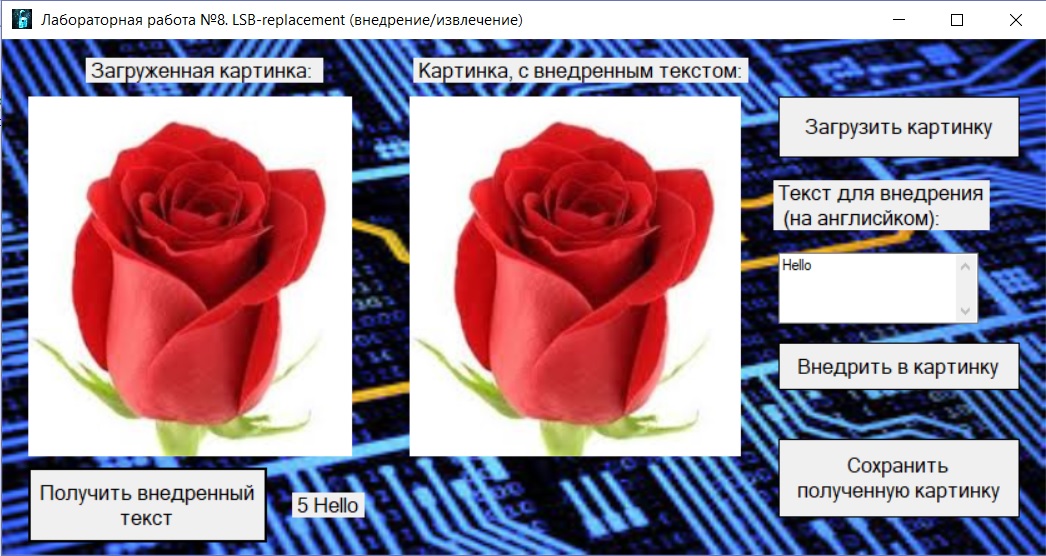 Лабораторная работа №8. LSB-replacement (внедрение/извлечение)
Загруженная картинка:
Картинка, с внедренным текстом:
Загрузить картинку
Текст для внедрения
(на англисйком):
Hello
Внедрить в картинку
Сохранить
полученную картинку
Получить внедренный
текст
5 Hello